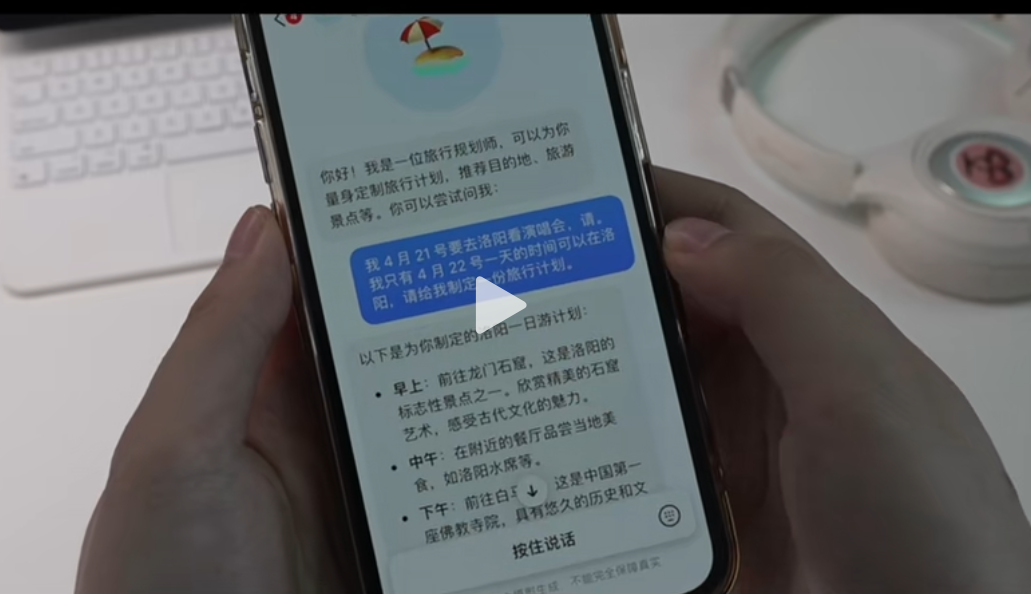 你好！我是一位旅行规划师，可以为你
量身定制旅行计划，推荐目的地、旅游
景点等。你可以尝试问我：
我 4 月 21 号要去洛阳看演唱会，请。
我只有 4 月 22 号一天的时间可以在洛
阳，请给我制定 份旅行计划。
以下是为你制定的洛阳一日游计划：
• 早上：前往龙门石窟，这是洛阳的
标志性景点之一。欣赏精美的石窟
艺术，感受古代文化的魅力。
• 中午：在附近的餐厅品尝当地美
食，如洛阳水席等。
• 下午：前往白 这是中国第一
座佛教寺院，具有悠久的历史和文
按住说话
生成，不能完全保障真实